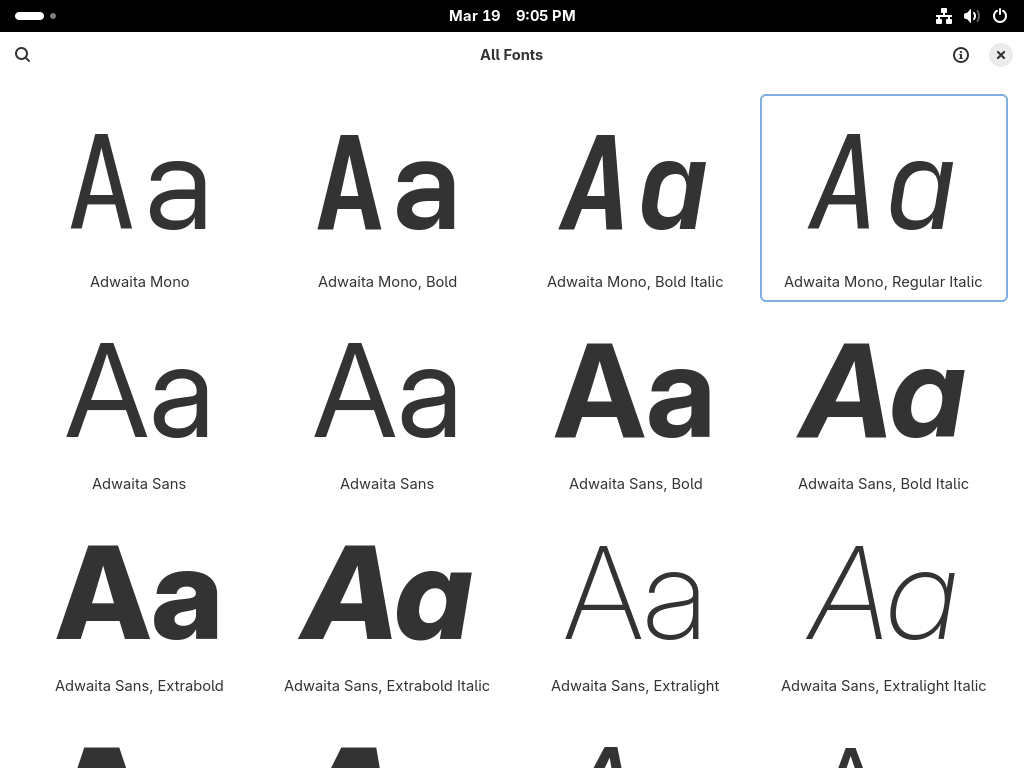 Mar 19 9:05 PM
All Fonts
Aa Aa Aa Aa
Adwaita Mono Adwaita Mono, Bold Adwaita Mono, Bold Italic Adwaita Mono, Regular Italic
Aa Aa Aa Aa
Adwaita Sans Adwaita Sans Adwaita Sans, Bold Adwaita Sans, Bold Italic
Aa Aa Aa Aa
Adwaita Sans, Extrabold Adwaita Sans, Extrabold Italic Adwaita Sans, Extralight Adwaita Sans, Extralight Italic